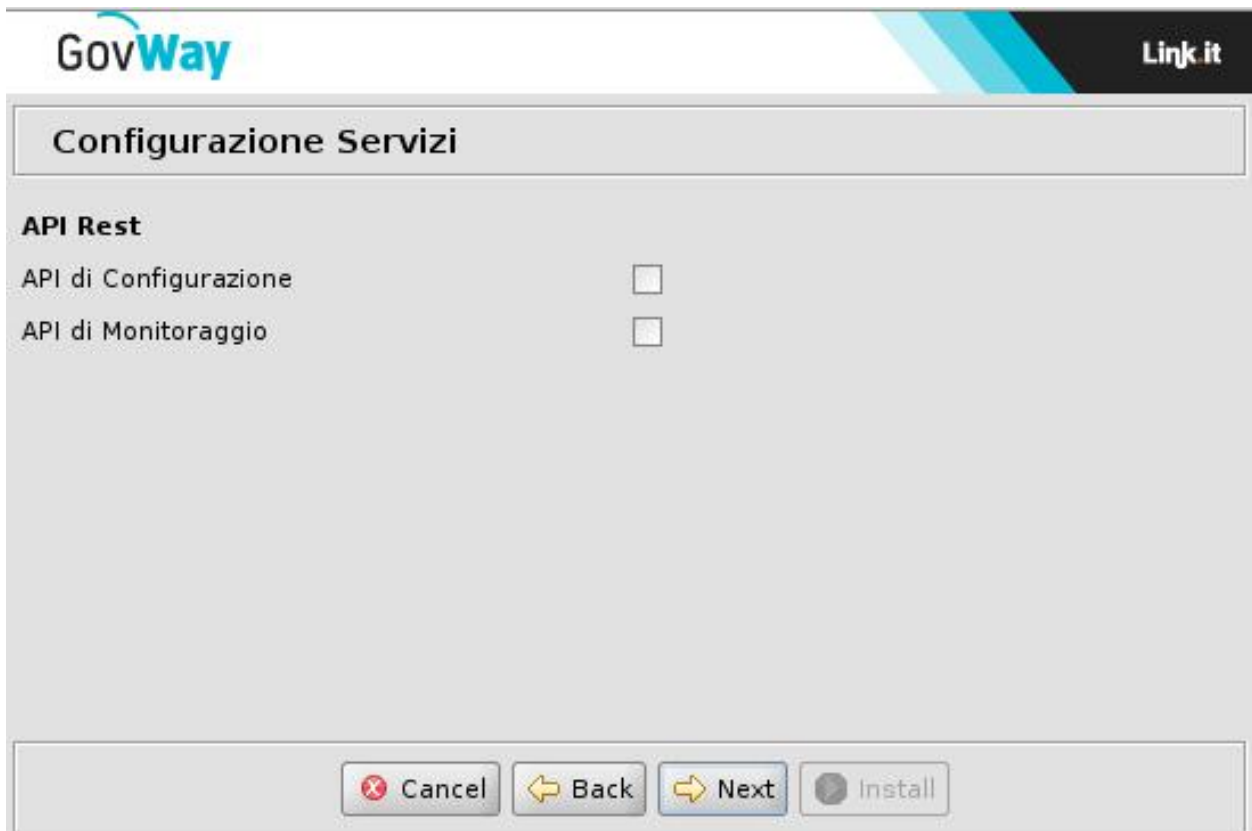 GovWay
Link.it
Configurazione Servizi
API Rest
API di Configurazione
API di Monitoraggio
Cancel Back Next Install